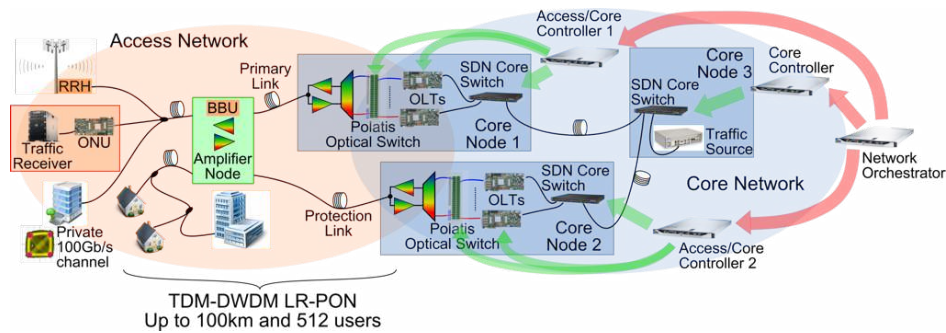 Access Network
RRH
Traffic
Receiver
ONU
BBU
Amplifier
Node
Primary
Link
Private
100Gb/s
channel
Protection
Link
TDM-DWDM LR-PON
Up to 100km and 512 users
Polatis
Optical Switch
OLTs
SDN Core
Switch
Core
Node 1
Polatis
Optical Switch
OLTs
SDN Core
Switch
Core
Node 2
Access/Core
Controller 1
Core
Node 3
SDN Core
Switch
Traffic
Source
Core
Controller
Network
Orchestrator
Core Network
Access/Core
Controller 2